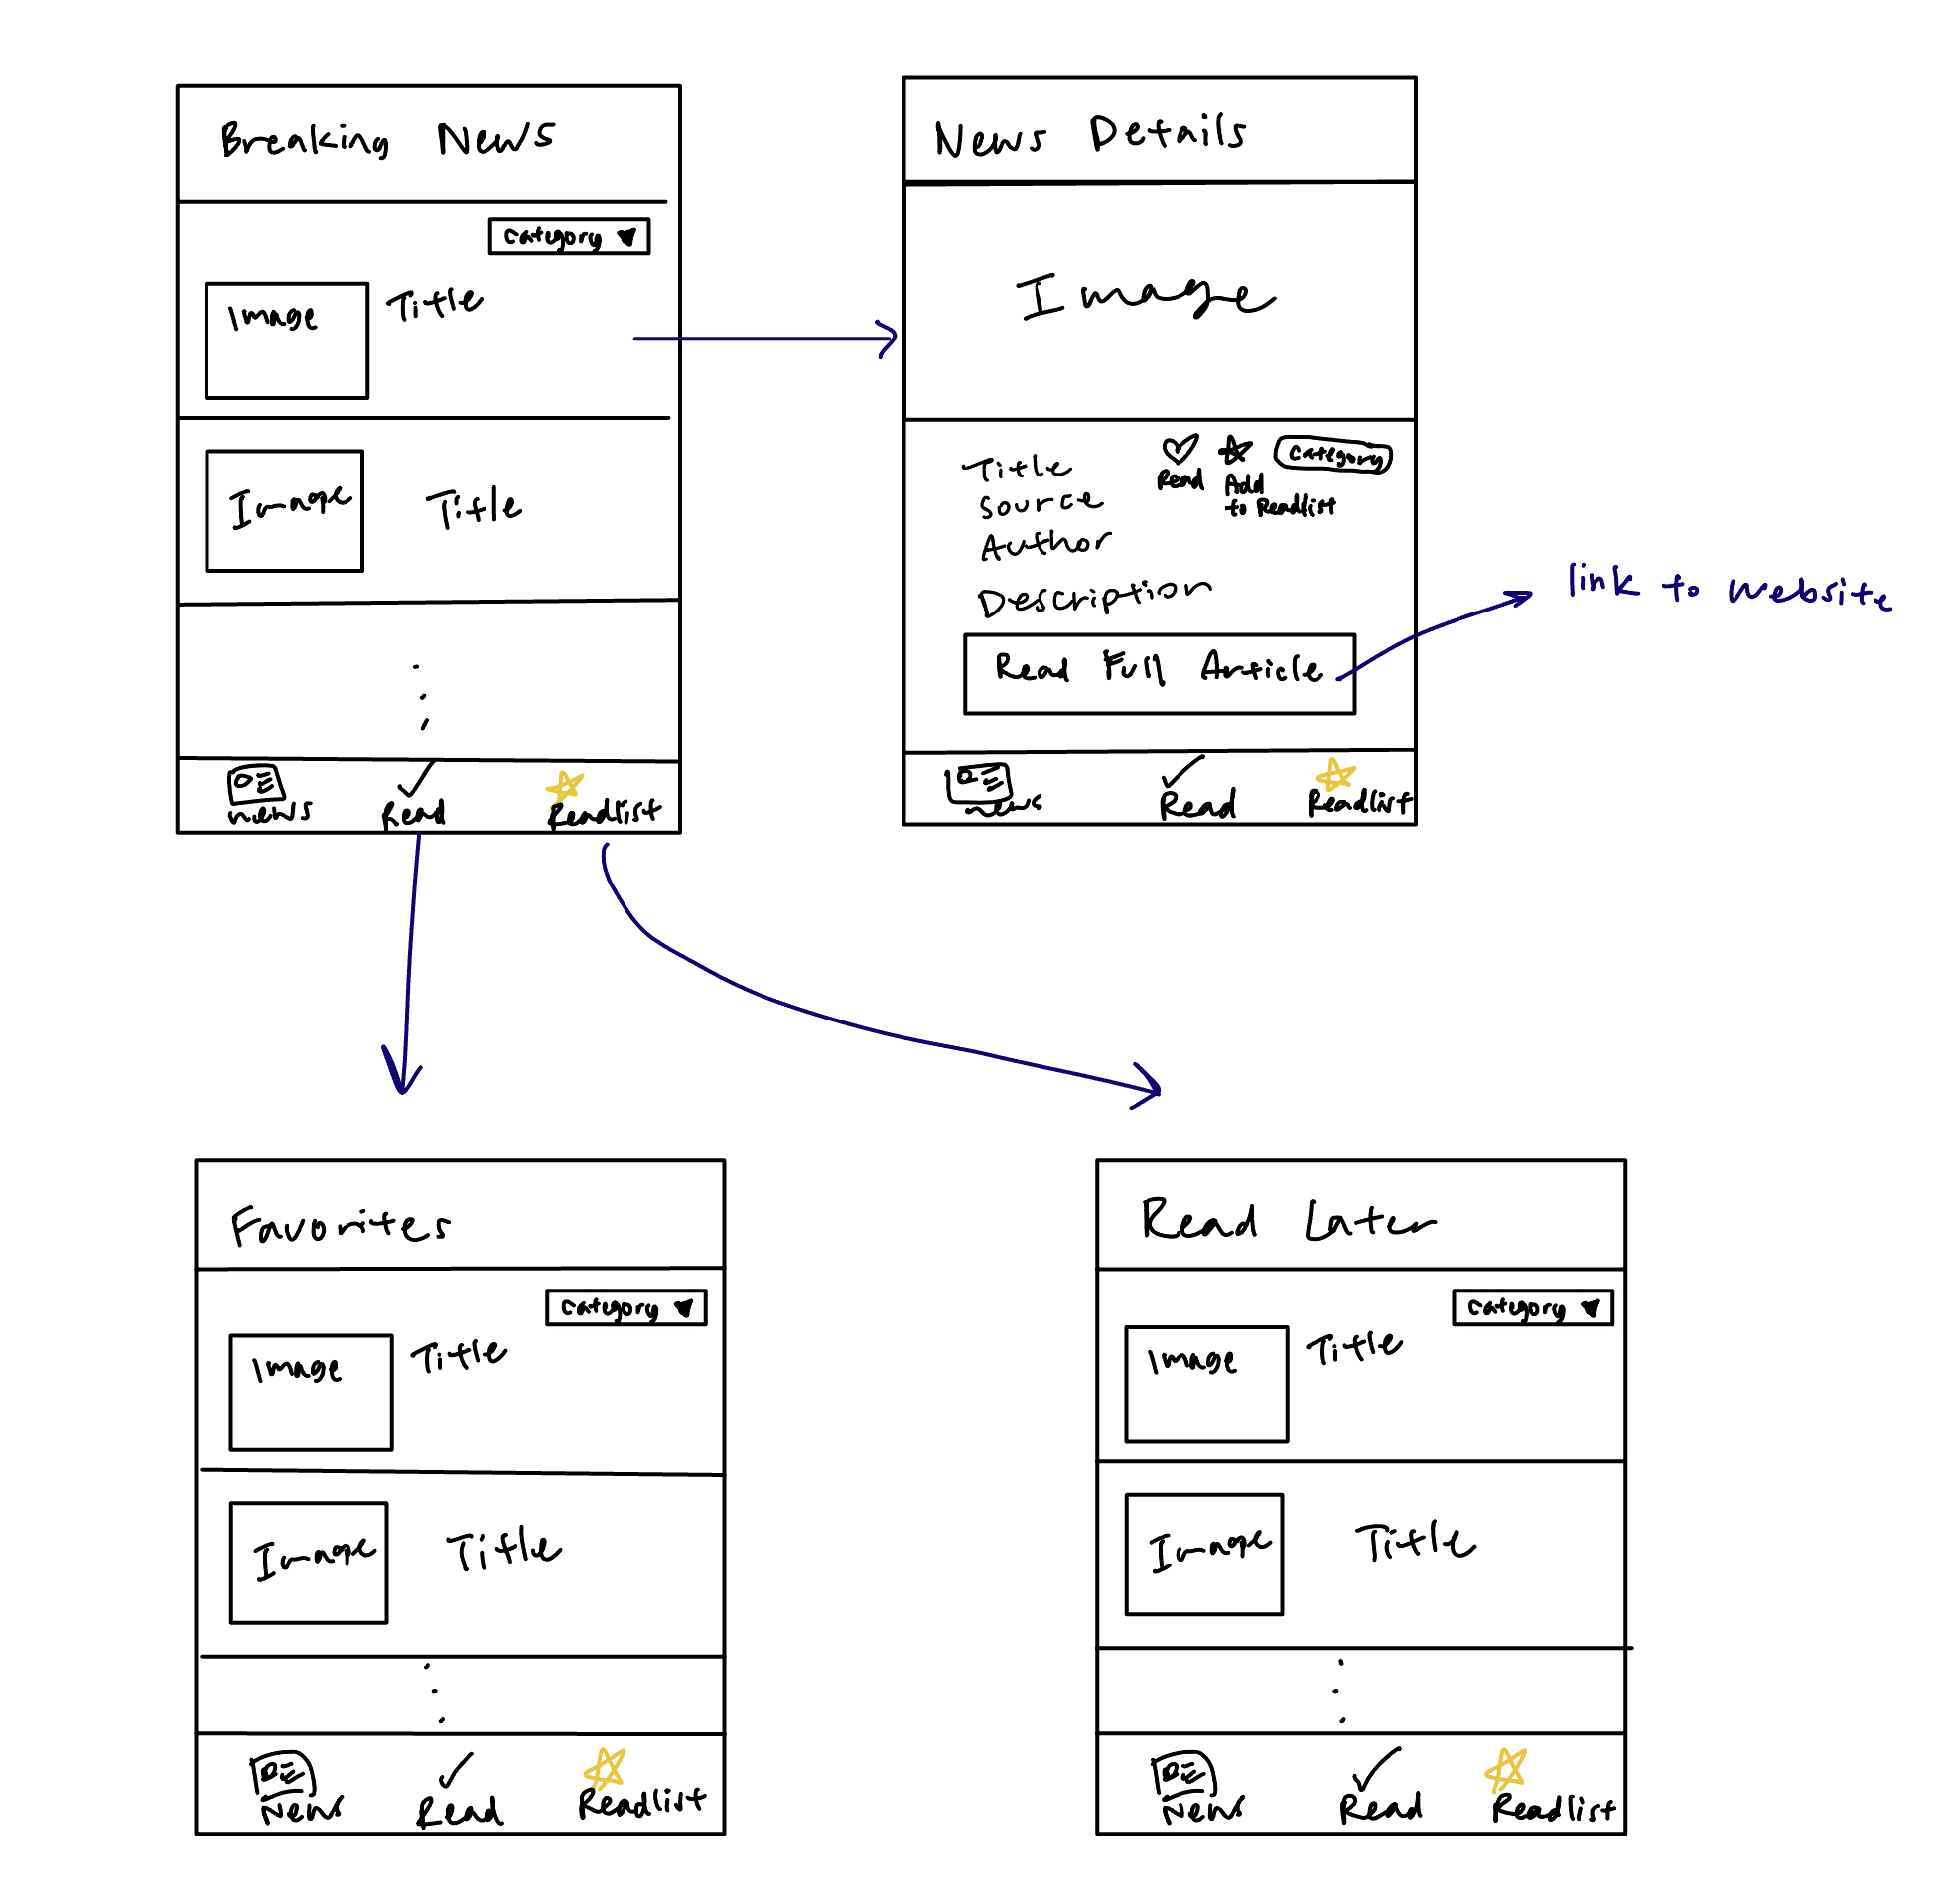 Breaking News
category
Image
Title
Image
Title
news
Read
Readlist
News Details
Image
Title
Source
Author
Description
Read
Add
to Readlist
category
Read Full Article
link to website
news
Read
Readlist
Favorites
category
Image
Title
Image
Title
News
Read
Readlist
Read Later
category
Image
Title
Image
Title
News
Read
Readlist